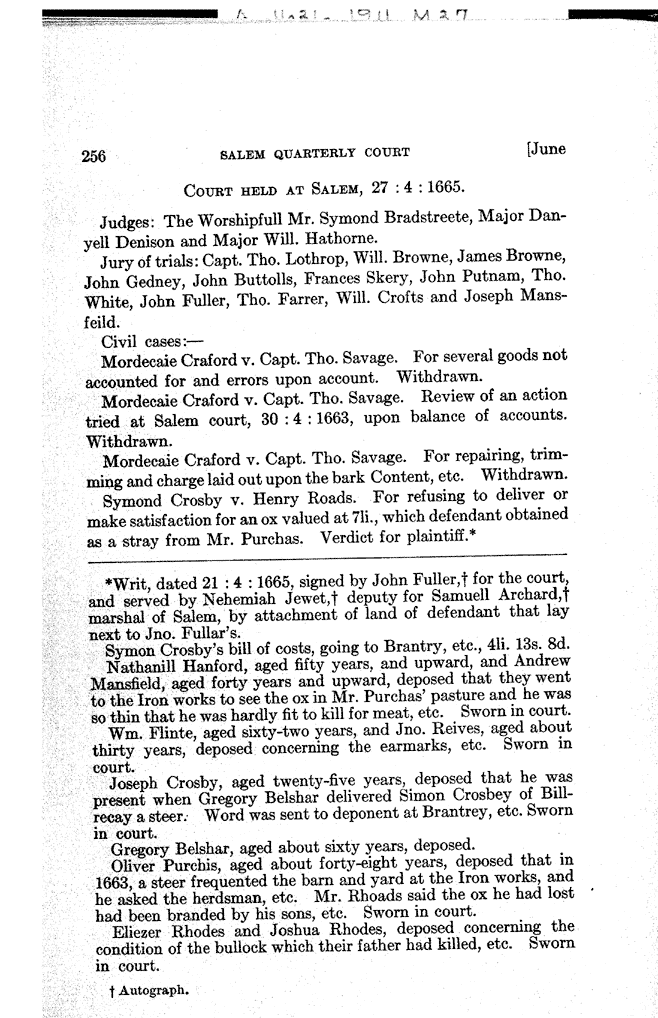 A 11.21. 1911 M 27
256 SALEM QUARTERLY COURT [June
COURT HELD AT SALEM, 27 : 4 : 1665.
Judges: The Worshipfull Mr. Symond Bradstreete, Major Dan-
yell Denison and Major Will. Hathorne.
Jury of trials: Capt. Tho. Lothrop, Will. Browne, James Browne,
John Gedney, John Buttolls, Frances Skery, John Putnam, Tho.
White, John Fuller, Tho. Farrer, Will. Crofts and Joseph Mans-
feild.
Civil cases:—
Mordecaie Craford v. Capt. Tho. Savage. For several goods not
accounted for and errors upon account. Withdrawn.
Mordecaie Craford v. Capt. Tho. Savage. Review of an action
tried at Salem court, 30 : 4 : 1663, upon balance of accounts.
Withdrawn.
Mordecaie Craford v. Capt. Tho. Savage. For repairing, trim-
ming and charge laid out upon the bark Content, etc. Withdrawn.
Symond Crosby v. Henry Roads. For refusing to deliver or
make satisfaction for an ox valued at 7li., which defendant obtained
as a stray from Mr. Purchas. Verdict for plaintiff.*
*Writ, dated 21 : 4 : 1665, signed by John Fuller,† for the court,
and served by Nehemiah Jewet,† deputy for Samuell Archard,†
marshal of Salem, by attachment of land of defendant that lay
next to Jno. Fullar's.
Symon Crosby's bill of costs, going to Brantry, etc., 4li. 13s. 8d.
Nathanill Hanford, aged fifty years, and upward, and Andrew
Mansfield, aged forty years and upward, deposed that they went
to the Iron works to see the ox in Mr. Purchas' pasture and he was
so thin that he was hardly fit to kill for meat, etc. Sworn in court.
Wm. Flinte, aged sixty-two years, and Jno. Reives, aged about
thirty years, deposed concerning the earmarks, etc. Sworn in
court.
Joseph Crosby, aged twenty-five years, deposed that he was
present when Gregory Belshar delivered Simon Crosbey of Bill-
recay a steer. Word was sent to deponent at Brantrey, etc. Sworn
in court.
Gregory Belshar, aged about sixty years, deposed.
Oliver Purchis, aged about forty-eight years, deposed that in
1663, a steer frequented the barn and yard at the Iron works, and
he asked the herdsman, etc. Mr. Rhoads said the ox he had lost
had been branded by his sons, etc. Sworn in court.
Eliezer Rhodes and Joshua Rhodes, deposed concerning the
condition of the bullock which their father had killed, etc. Sworn
in court.
† Autograph.